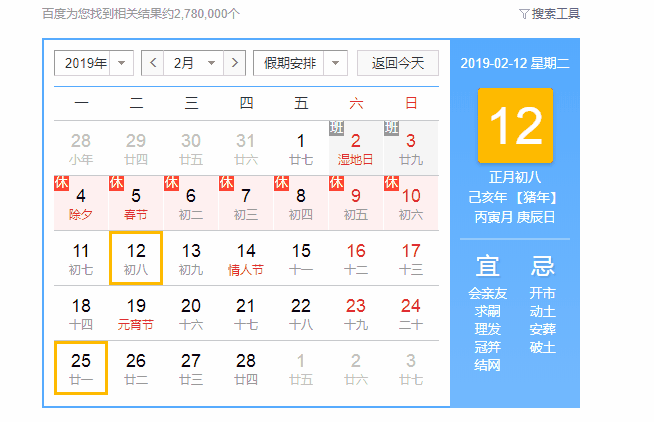 百度为您找到相关结果约2,780,000个
搜索工具
2019年 2月 假期安排 返回今天
一 二 三 四 五 六 日
28 29 30 31 1 班 2 班 3
小年 廿四 廿五 廿六 廿七 湿地日 廿九
休 4 休 5 休 6 休 7 休 8 休 9 休 10
除夕 春节 初二 初三 初四 初五 初六
11 12 13 14 15 16 17
初七 初八 初九 情人节 十一 十二 十三
18 19 20 21 22 23 24
十四 元宵节 十六 十七 十八 十九 二十
25 26 27 28 1 2 3
廿一 廿二 廿三 廿四 廿五 廿六 廿七
2019-02-12 星期二
12
正月初八
己亥年 【猪年】
丙寅月 庚辰日
宜 忌
会亲友 开市
求嗣 动土
理发 安葬
冠笄 破土
结网